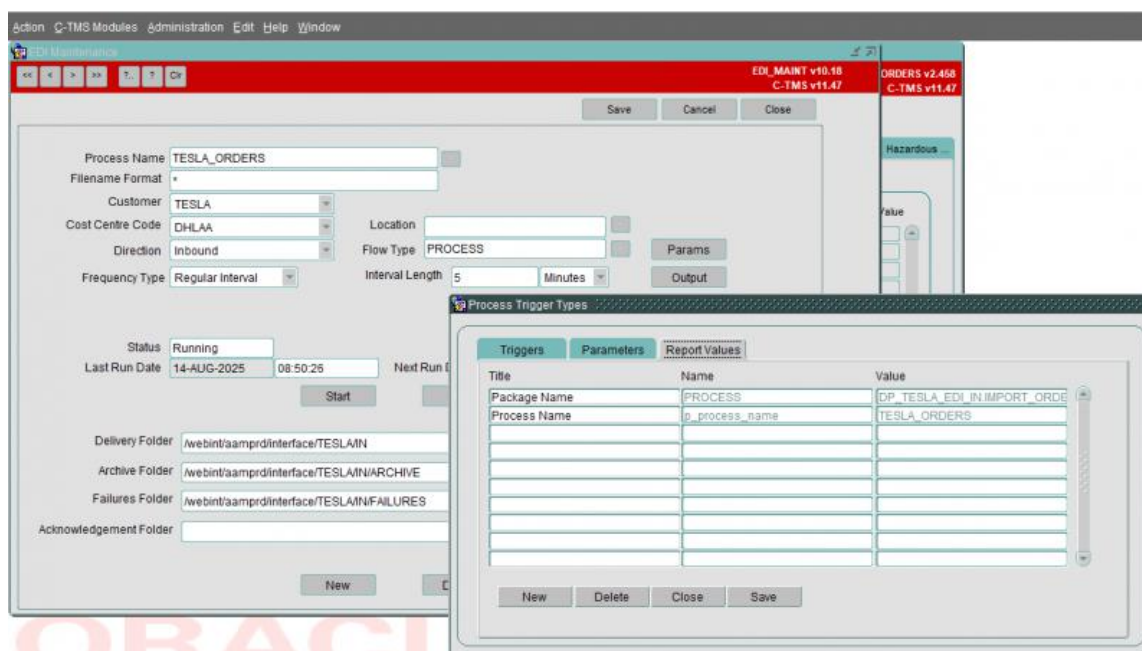 Action C-TMS Modules Administration Edit Help Window
EDI Maintenance
<< < > >> ?.. ? Clr
EDI_MAINT v10.18
C-TMS v11.47
ORDERS v2.458
C-TMS v11.47
Save Cancel Close
Hazardous ...
Process Name TESLA_ORDERS
Filename Format *
Customer TESLA
Cost Centre Code DHLAA Location
Direction Inbound Flow Type PROCESS Params
Frequency Type Regular Interval Interval Length 5 Minutes Output
Value
Status Running
Last Run Date 14-AUG-2025 08:50:26 Next Run
Start
Delivery Folder /webint/aamprd/interface/TESLA/IN
Archive Folder /webint/aamprd/interface/TESLA/IN/ARCHIVE
Failures Folder /webint/aamprd/interface/TESLA/IN/FAILURES
Acknowledgement Folder
New
Process Trigger Types
Triggers Parameters Report Values
Title Name Value
Package Name PROCESS DP_TESLA_EDI_IN.IMPORT_ORDE
Process Name p_process_name TESLA_ORDERS
New Delete Close Save